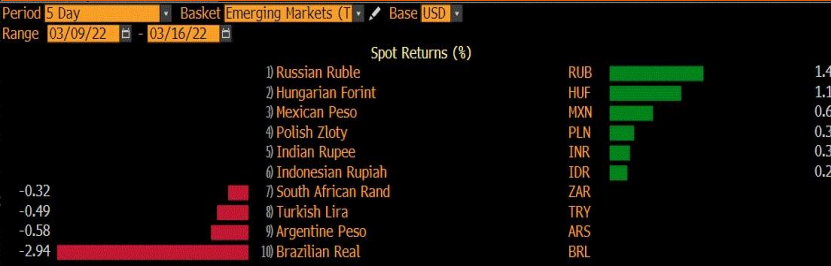 Period 5 Day Basket Emerging Markets (T Base USD
Range 03/09/22 - 03/16/22
Spot Returns (%)
1) Russian Ruble RUB 1.4
2) Hungarian Forint HUF 1.1
3) Mexican Peso MXN 0.6
4) Polish Zloty PLN 0.3
5) Indian Rupee INR 0.3
6) Indonesian Rupiah IDR 0.2
-0.32 7) South African Rand ZAR
-0.49 8) Turkish Lira TRY
-0.58 9) Argentine Peso ARS
-2.94 10) Brazilian Real BRL